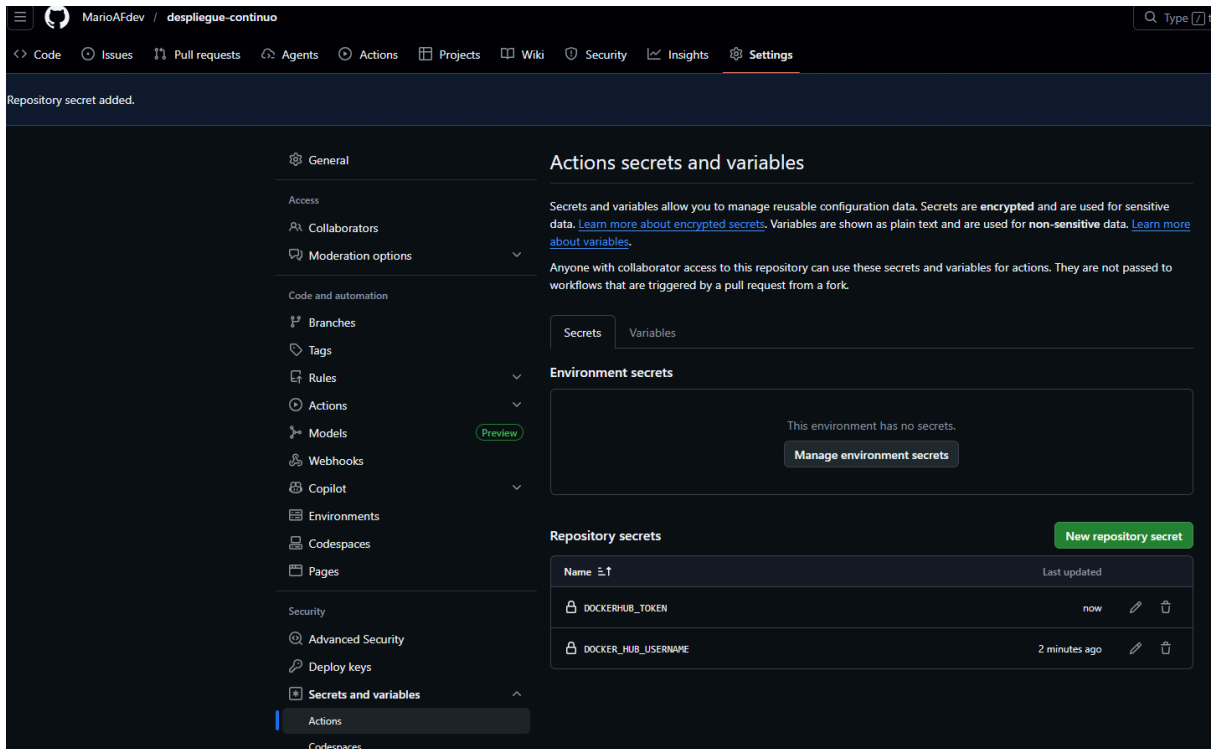 MarioAFdev / despliegue-continuo
Type / t
Code Issues Pull requests Agents Actions Projects Wiki Security Insights Settings
Repository secret added.
General
Access
Collaborators
Moderation options
Code and automation
Branches
Tags
Rules
Actions
Models Preview
Webhooks
Copilot
Environments
Codespaces
Pages
Security
Advanced Security
Deploy keys
Secrets and variables
Actions
Codespaces
Actions secrets and variables
Secrets and variables allow you to manage reusable configuration data. Secrets are encrypted and are used for sensitive
data. Learn more about encrypted secrets. Variables are shown as plain text and are used for non-sensitive data. Learn more
about variables.
Anyone with collaborator access to this repository can use these secrets and variables for actions. They are not passed to
workflows that are triggered by a pull request from a fork.
Secrets Variables
Environment secrets
This environment has no secrets.
Manage environment secrets
Repository secrets New repository secret
Name Last updated
DOCKERHUB_TOKEN now
DOCKER_HUB_USERNAME 2 minutes ago